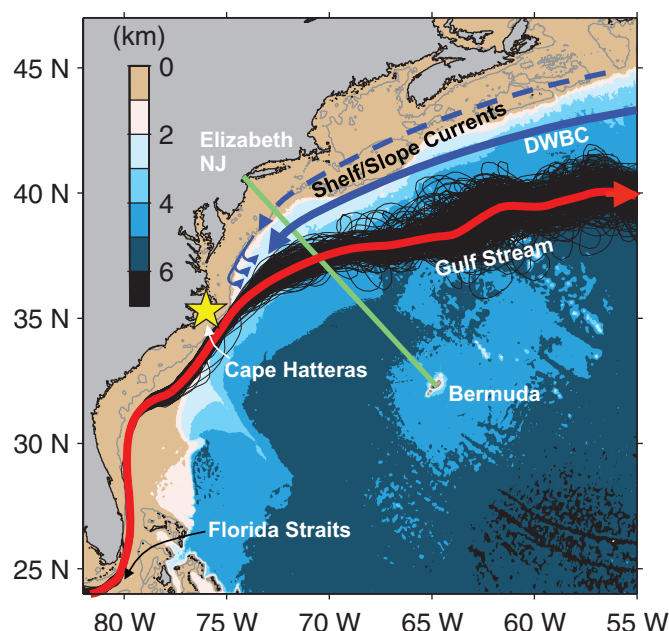 (km)
0
2
4
6
45 N
40 N
35 N
30 N
25 N
Elizabeth
NJ
Shelf/Slope Currents
DWBC
Gulf Stream
Cape Hatteras
Bermuda
Florida Straits
80 W
75 W
70 W
65 W
60 W
55 W